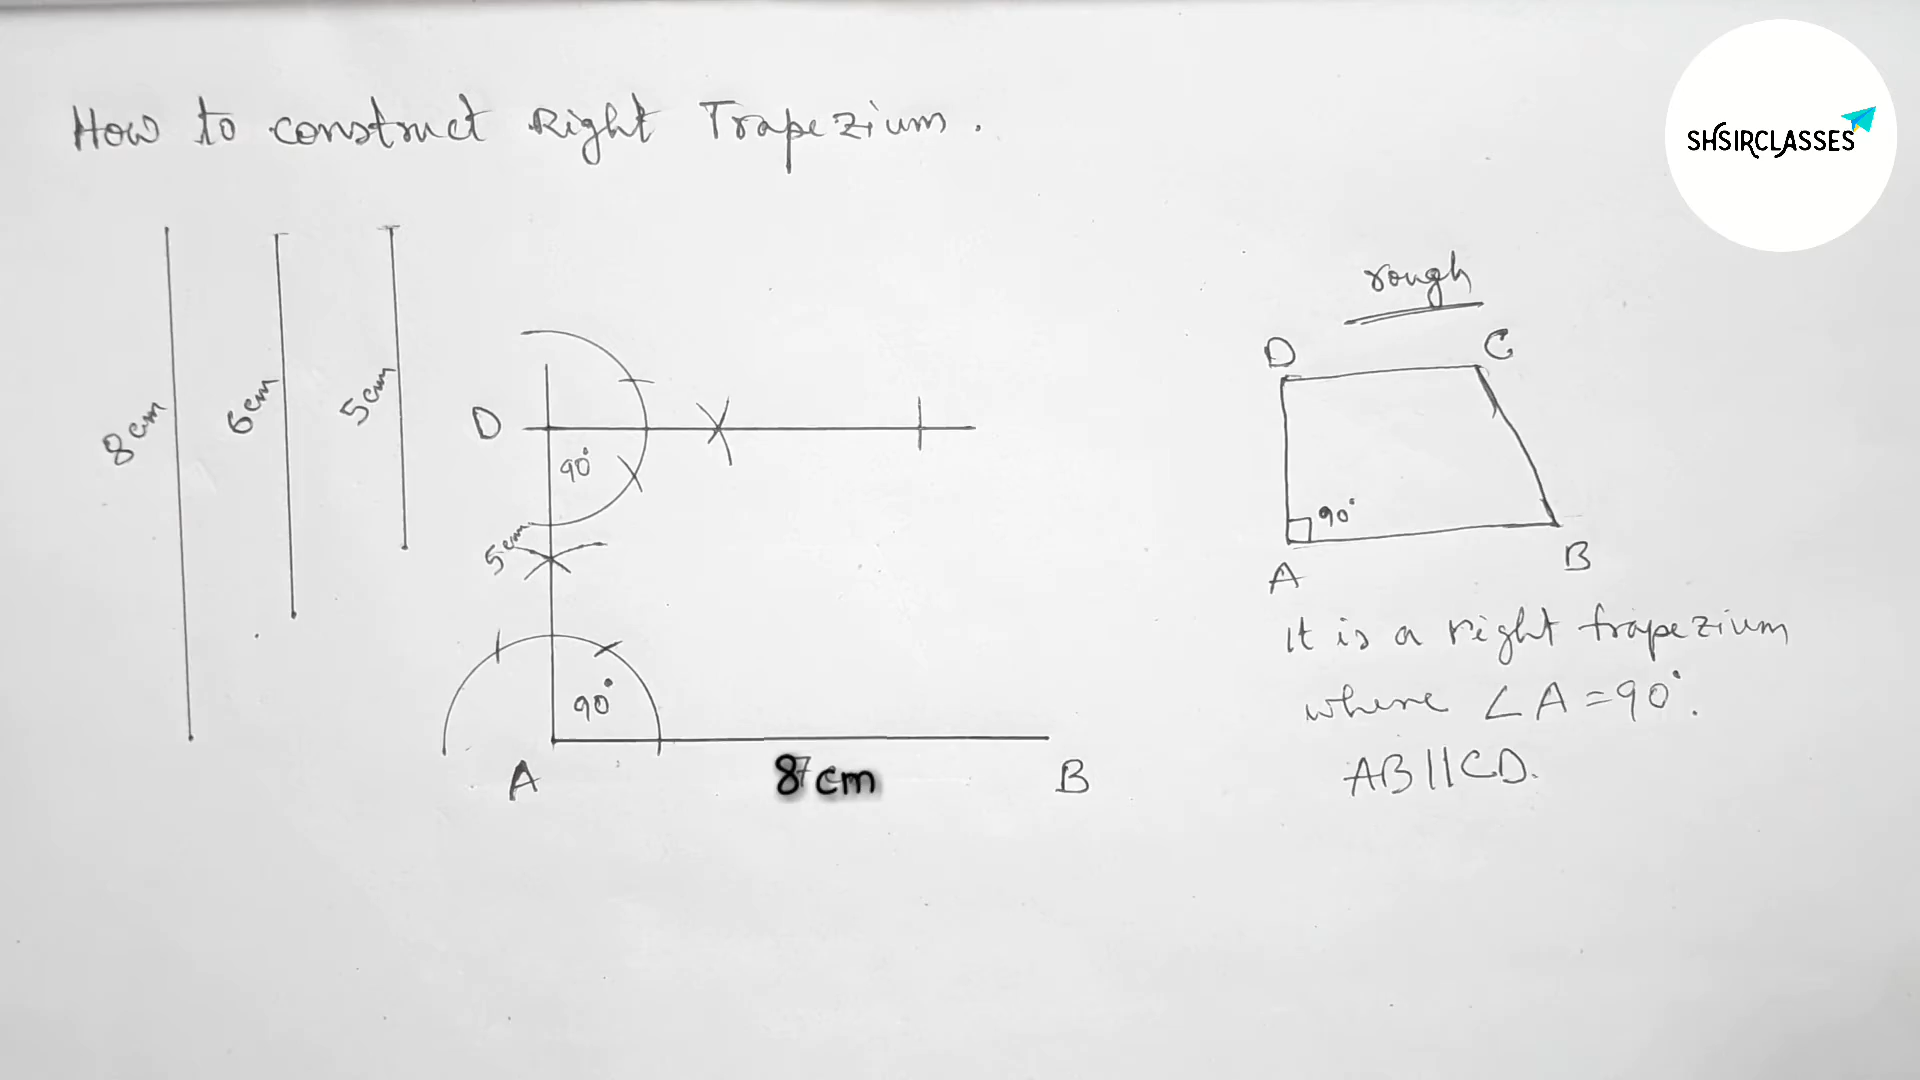 How to construct Right Trapezium.
SHSIRCLASSES
8cm
6cm
5cm
D
90°
5cm
90°
A
cm
B
rough
D
C
90°
A
B
It is a right trapezium
where ∠A=90°.
AB||CD.